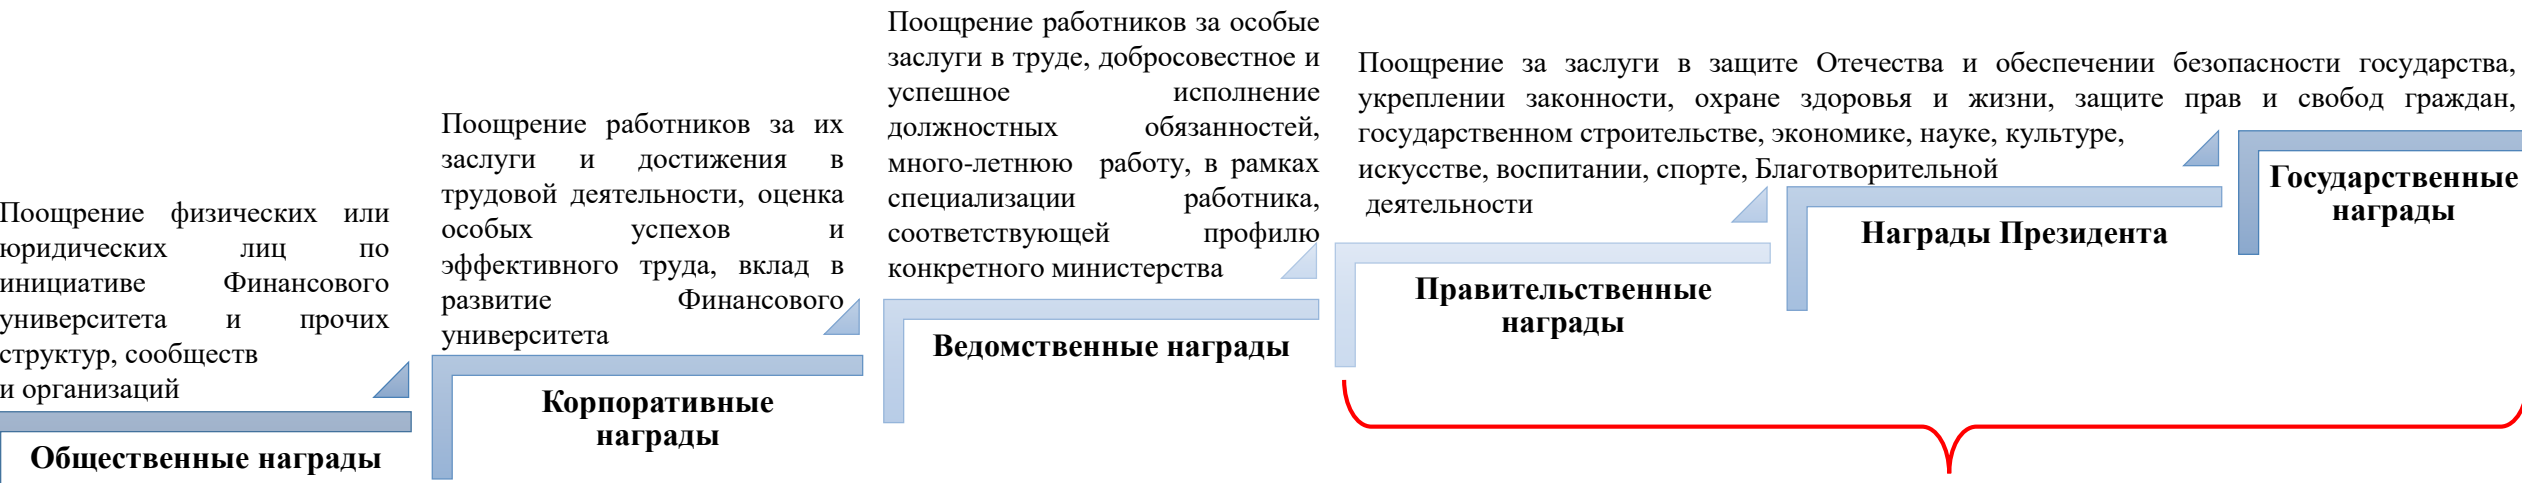 Поощрение физических или
юридических лиц по
инициативе Финансового
университета и прочих
структур, сообществ
и организаций
Общественные награды
Поощрение работников за их
заслуги и достижения в
трудовой деятельности, оценка
особых успехов и
эффективного труда, вклад в
развитие Финансового
университета
Корпоративные
награды
Поощрение работников за особые
заслуги в труде, добросовестное и
успешное исполнение
должностных обязанностей,
много-летнюю работу, в рамках
специализации работника,
соответствующей профилю
конкретного министерства
Ведомственные награды
Поощрение за заслуги в защите Отечества и обеспечении безопасности государства,
укреплении законности, охране здоровья и жизни, защите прав и свобод граждан,
государственном строительстве, экономике, науке, культуре,
искусстве, воспитании, спорте, Благотворительной
деятельности
Правительственные
награды
Награды Президента
Государственные
награды